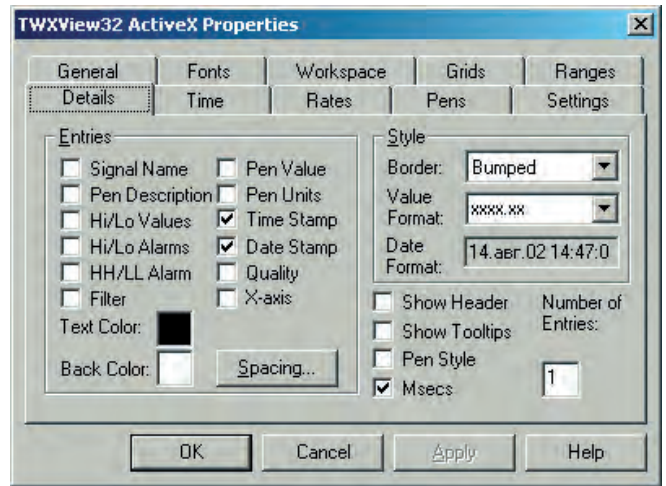 TWXView32 ActiveX Properties
General Fonts Workspace Grids Ranges
Details Time Rates Pens Settings
Entries
Signal Name Pen Value
Pen Description Pen Units
Hi/Lo Values Time Stamp
Hi/Lo Alarms Date Stamp
HH/LL Alarm Quality
Filter X-axis
Text Color:
Back Color: Spacing...
Style
Border: Bumped
Value Format: xxxx.xx
Date Format: 14.авг.02 14:47:0
Show Header
Show Tooltips
Pen Style
Msecs
Number of Entries:
1
OK Cancel Apply Help